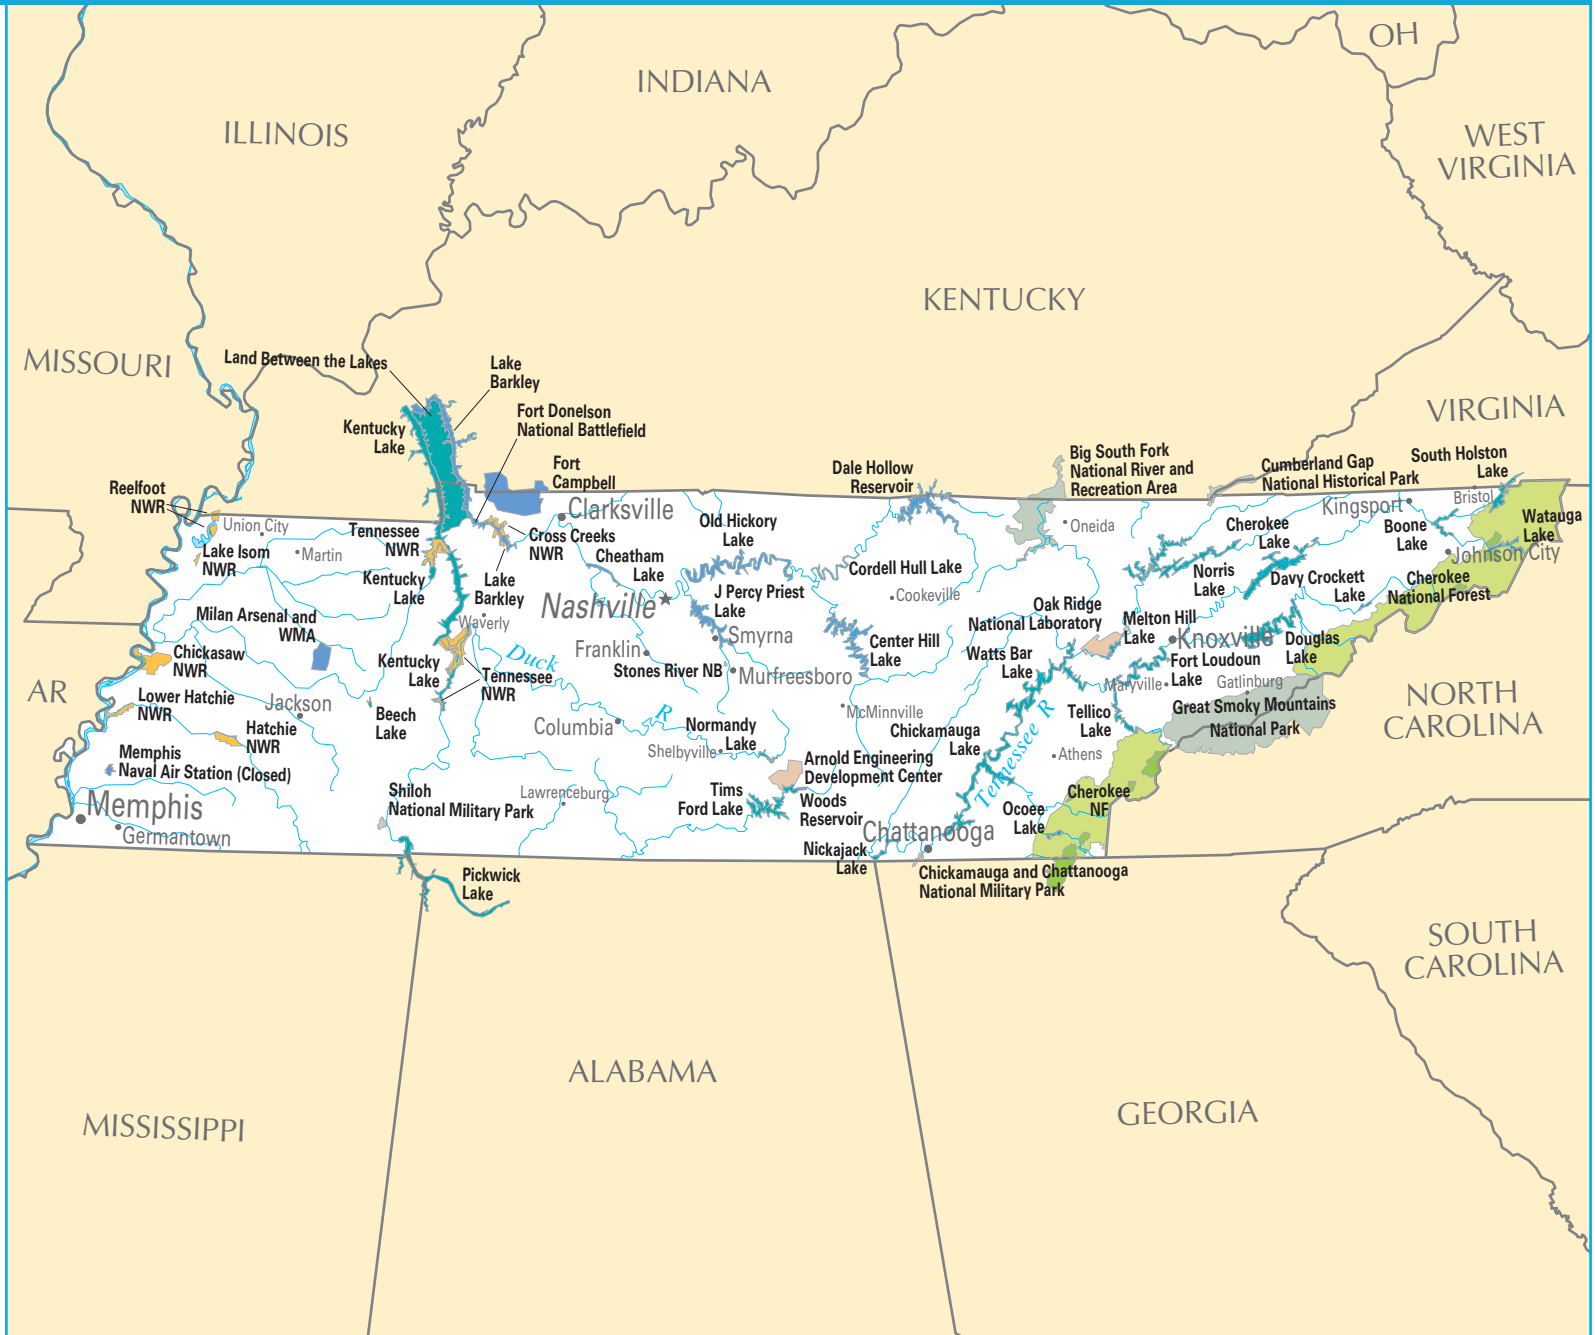 OH
INDIANA
ILLINOIS
WEST
VIRGINIA
KENTUCKY
MISSOURI
Land Between the Lakes
Lake
Barkley
VIRGINIA
Fort Donelson
National Battlefield
Kentucky
Lake
Big South Fork
National River and
Recreation Area
Cumberland Gap
National Historical Park
South Holston
Lake
Dale Hollow
Reservoir
Fort
Campbell
Reelfoot
NWR
Clarksville
Kingsport
Bristol
Union City
Tennessee
NWR
Old Hickory
Lake
Oneida
Cherokee
Lake
Boone
Lake
Watauga
Lake
Cross Creeks
NWR
Lake Isom
NWR
Martin
Cheatham
Lake
Johnson City
Cordell Hull Lake
Norris
Lake
Davy Crockett
Lake
Cherokee
National Forest
Kentucky
Lake
Lake
Barkley
J Percy Priest
Lake
Cookeville
Nashville
Oak Ridge
National Laboratory
Melton Hill
Lake
Milan Arsenal and
WMA
Waverly
Smyrna
Center Hill
Lake
Knoxville
Douglas
Lake
Chickasaw
NWR
Kentucky
Lake
Duck
Franklin
Stones River NB
Watts Bar
Lake
Fort Loudoun
Lake
Tennessee
NWR
Murfreesboro
Maryville
Gatlinburg
AR
Lower Hatchie
NWR
Jackson
Beech
Lake
R
McMinnville
Tellico
Lake
Great Smoky Mountains
National Park
NORTH
CAROLINA
Columbia
Normandy
Lake
Chickamauga
Lake
Hatchie
NWR
Shelbyville
Athens
Memphis
Naval Air Station (Closed)
Arnold Engineering
Development Center
Tennessee R
Shiloh
National Military Park
Lawrenceburg
Tims
Ford Lake
Woods
Reservoir
Cherokee
NF
Ocoee
Lake
Memphis
Germantown
Chattanooga
Nickajack
Lake
Chickamauga and Chattanooga
National Military Park
Pickwick
Lake
SOUTH
CAROLINA
ALABAMA
MISSISSIPPI
GEORGIA